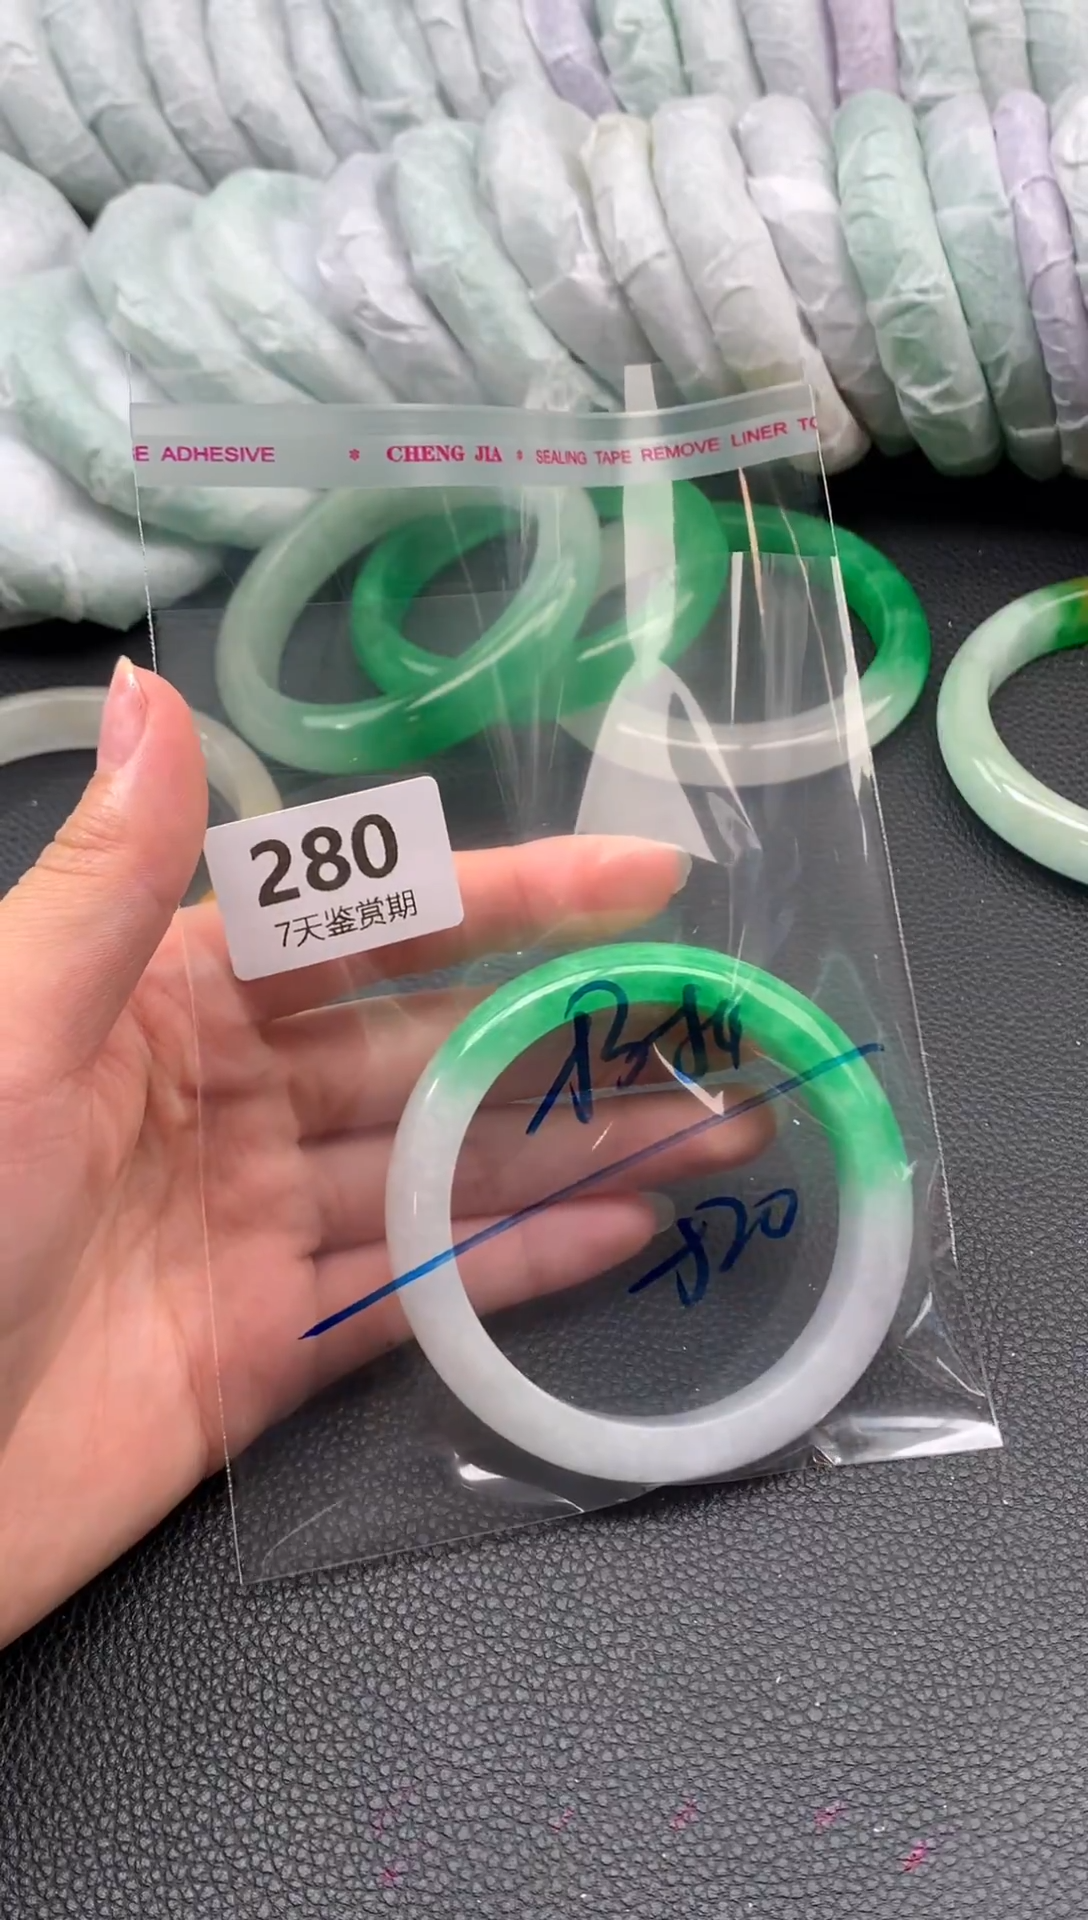 E ADHESIVE * CHENG JIA * SEALING TAPE REMOVE LINER TO
280
7天鉴赏期